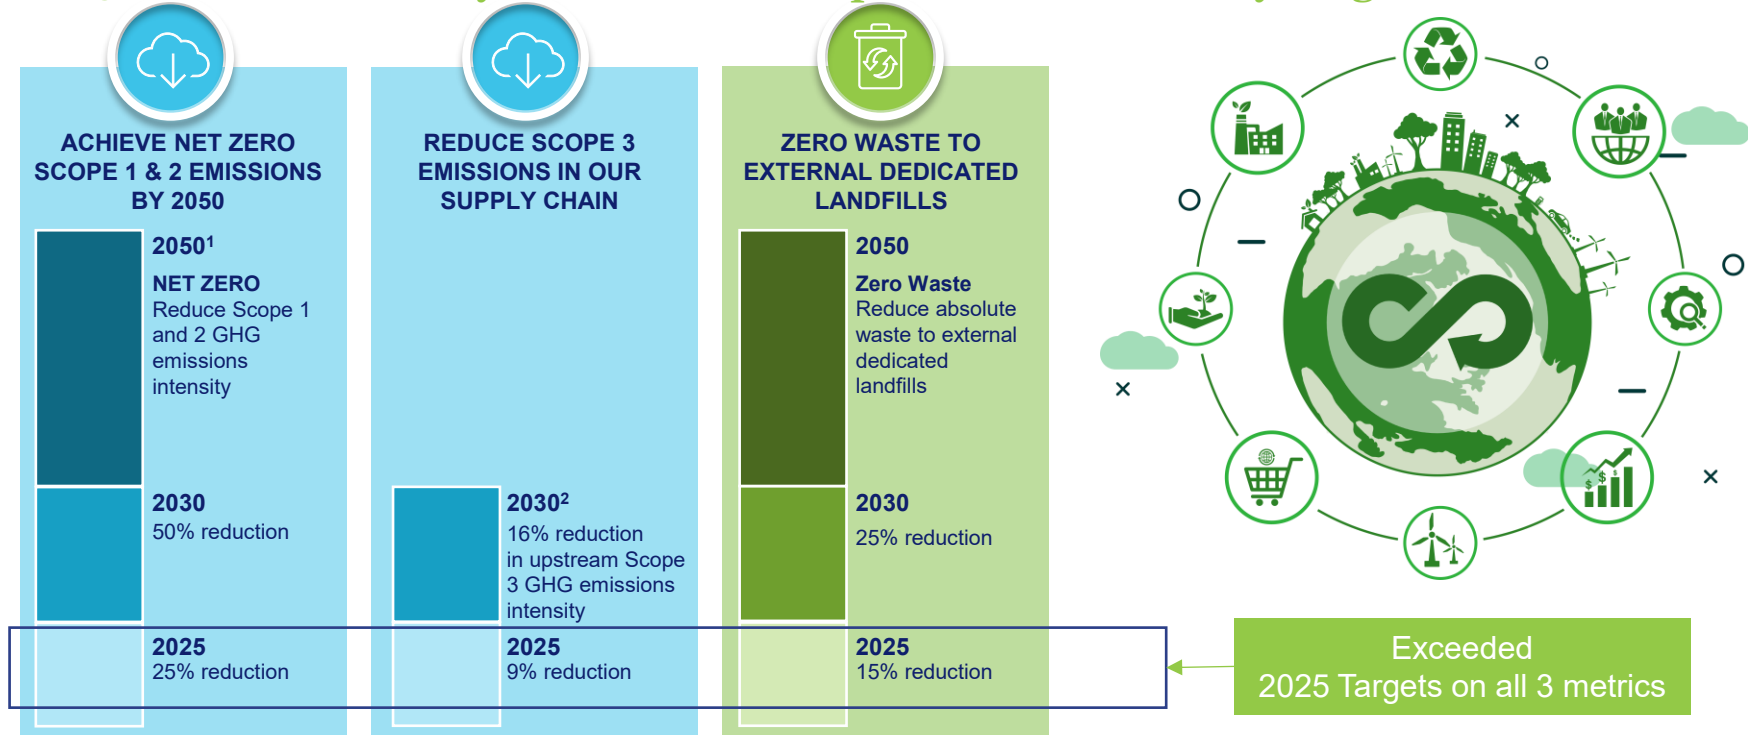 ACHIEVE NET ZERO
SCOPE 1 & 2 EMISSIONS
BY 2050
2050¹
NET ZERO
Reduce Scope 1
and 2 GHG
emissions
intensity
2030
50% reduction
2025
25% reduction
REDUCE SCOPE 3
EMISSIONS IN OUR
SUPPLY CHAIN
2030²
16% reduction
in upstream Scope
3 GHG emissions
intensity
2025
9% reduction
ZERO WASTE TO
EXTERNAL DEDICATED
LANDFILLS
2050
Zero Waste
Reduce absolute
waste to external
dedicated
landfills
2030
25% reduction
2025
15% reduction
$ $ $
Exceeded
2025 Targets on all 3 metrics